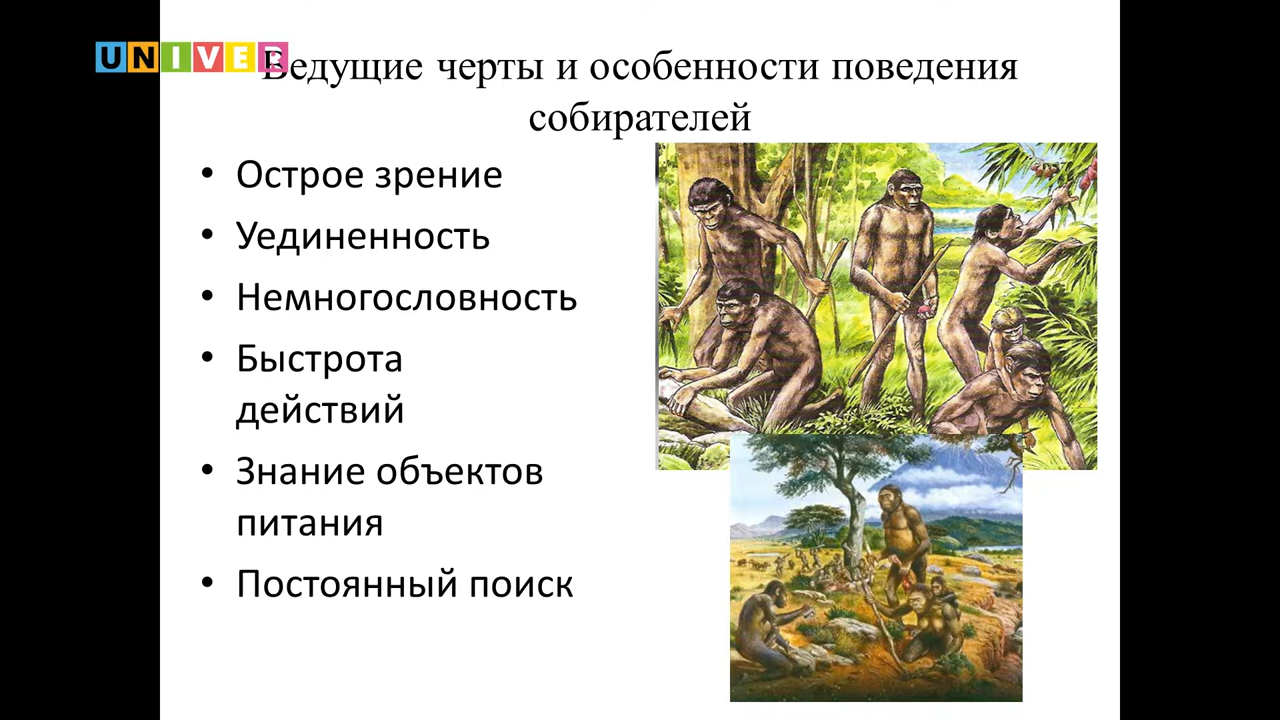 UNIVER
Ведущие черты и особенности поведения
собирателей
• Острое зрение
• Уединенность
• Немногословность
• Быстрота
действий
• Знание объектов
питания
• Постоянный поиск